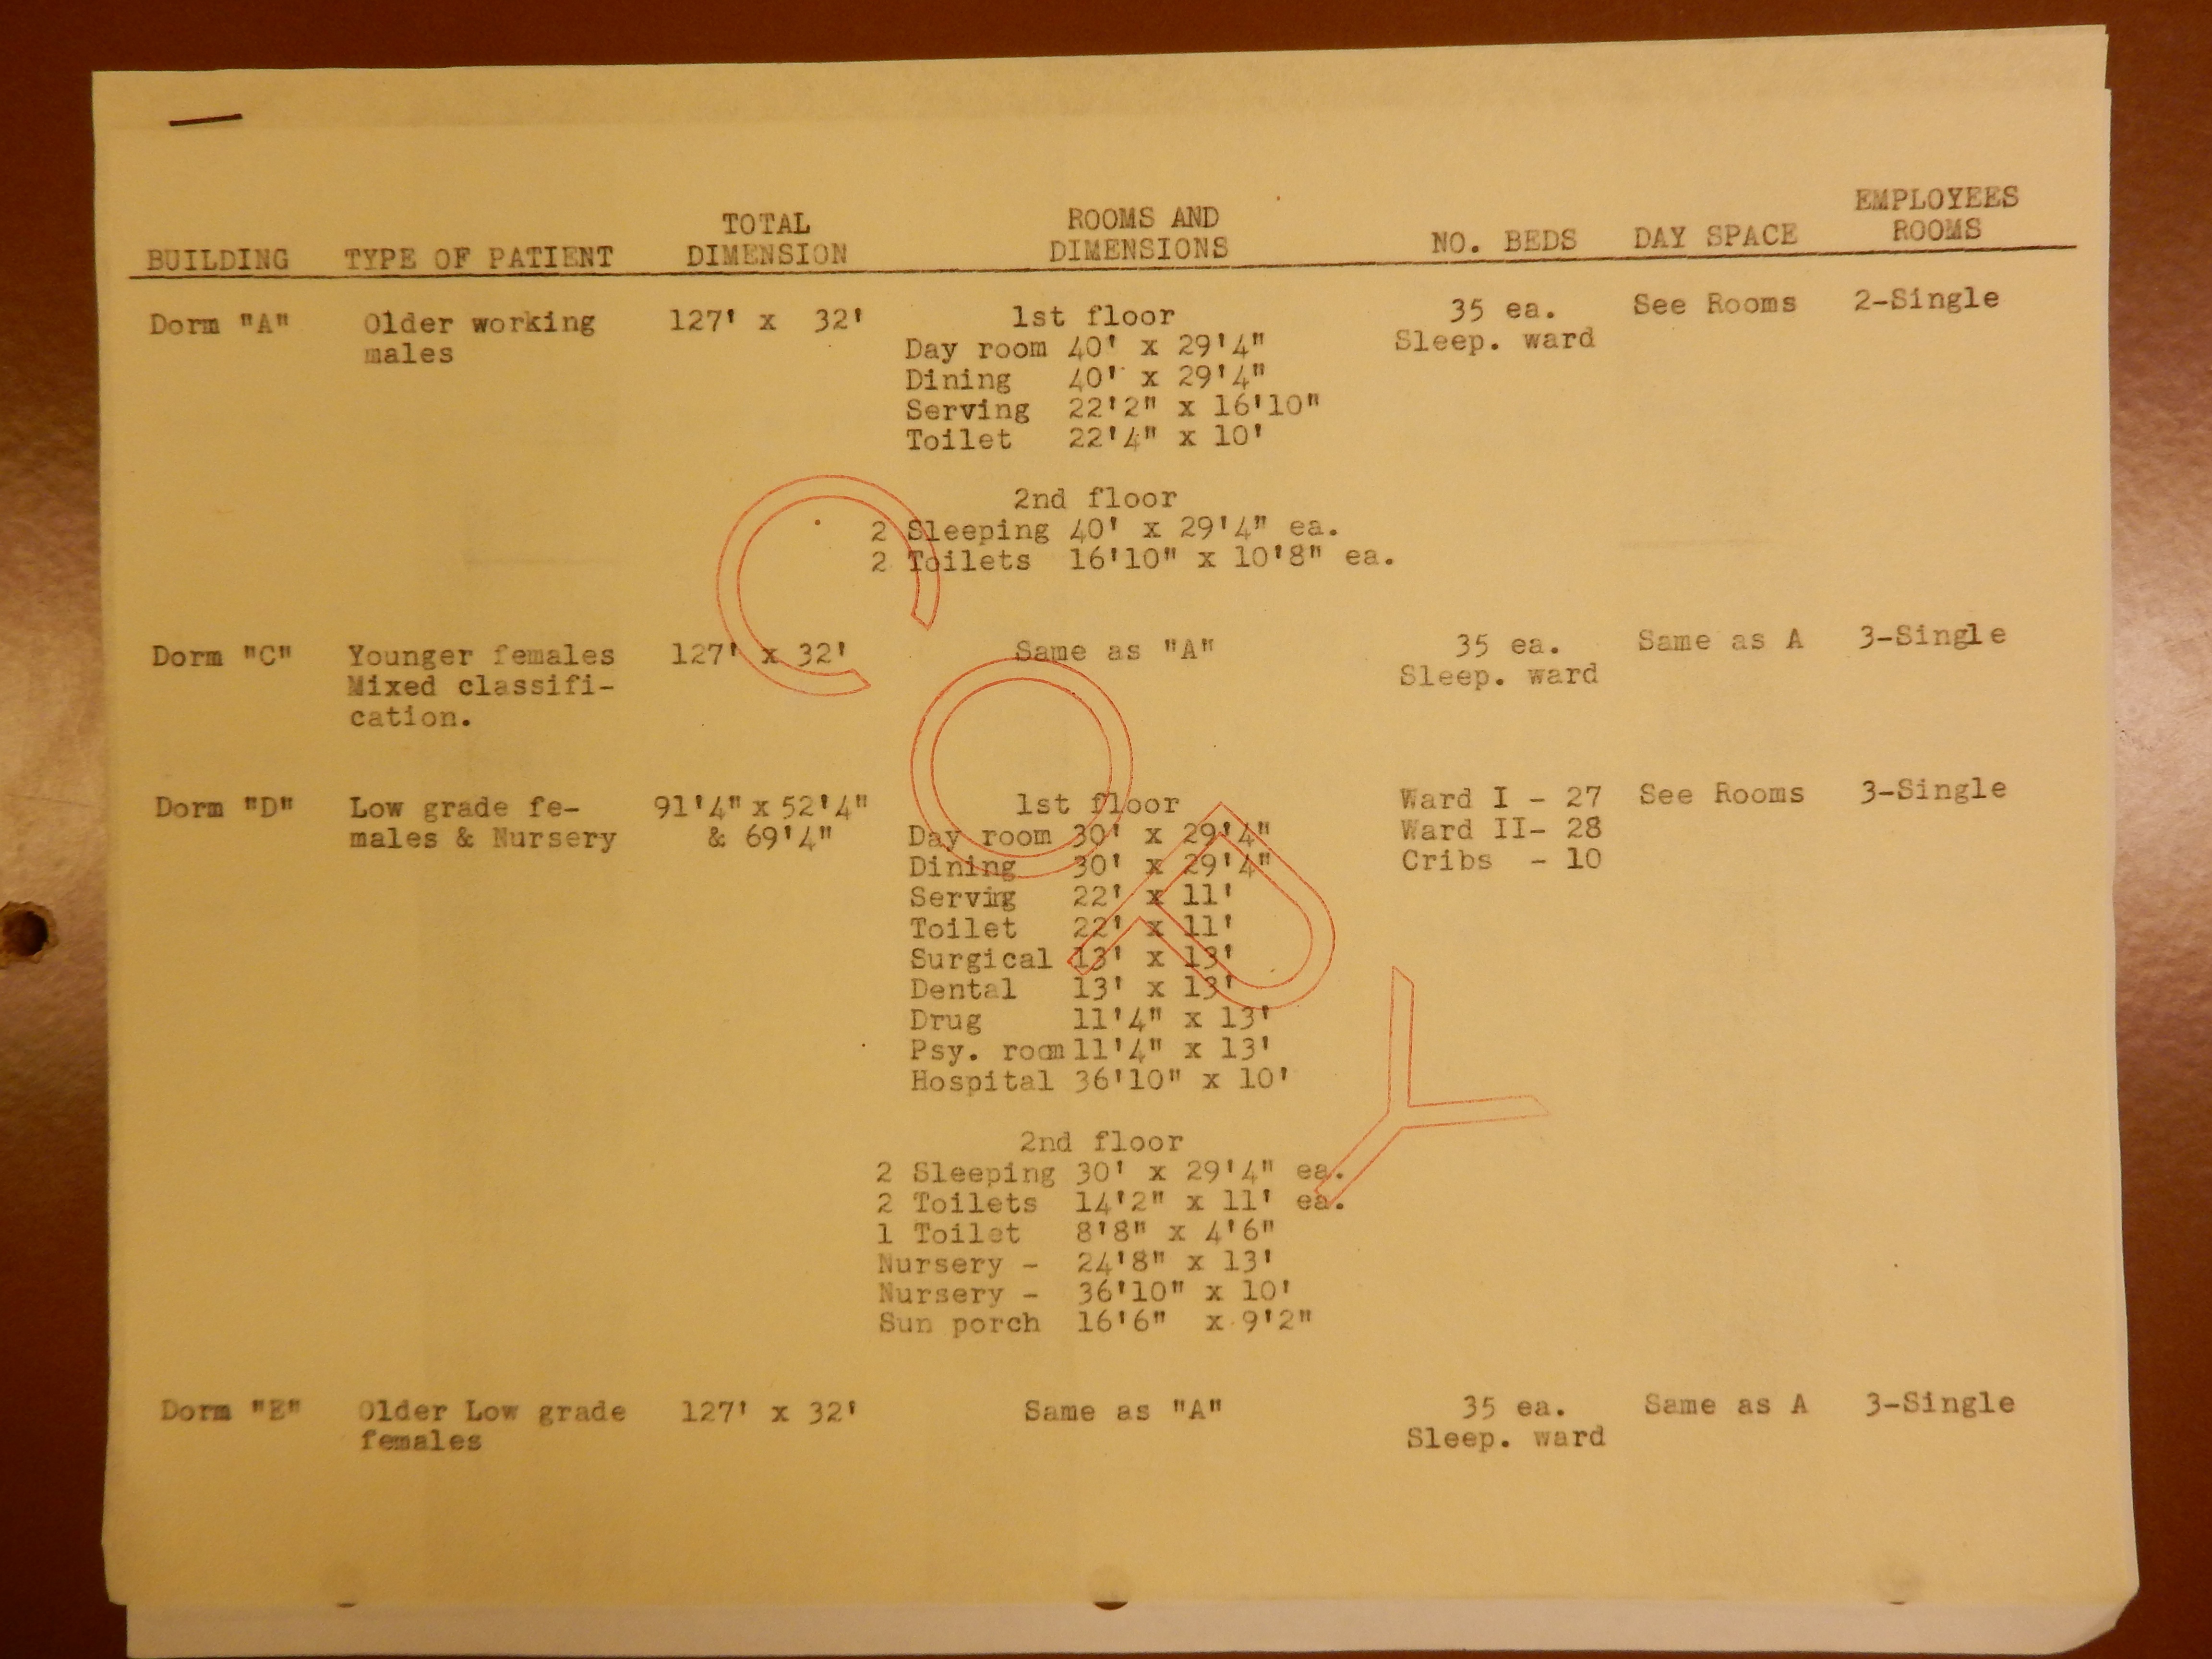 BUILDING TYPE OF PATIENT TOTAL DIMENSION ROOMS AND DIMENSIONS NO. BEDS DAY SPACE EMPLOYEES ROOMS
Dorm "A" Older working 127' x 32' 1st floor 35 ea. See Rooms 2-Single
males Day room 40' x 29'4" Sleep. ward
Dining 40' x 29'4"
Serving 22'2" x 16'10"
Toilet 22'4" x 10'
2nd floor
2 Sleeping 40' x 29'4" ea.
2 Toilets 16'10" x 10'8" ea.
Dorm "C" Younger females 127' x 32' Same as "A" 35 ea. Same as A 3-Single
Mixed classifi- Sleep. ward
cation.
Dorm "D" Low grade fe- 91'4" x 52'4" 1st floor Ward I - 27 See Rooms 3-Single
males & Nursery & 69'4" Day room 30' x 29'4" Ward II- 28
Dining 30' x 29'4" Cribs - 10
Serving 22' x 11'
Toilet 22' x 11'
Surgical 13' x 13'
Dental 13' x 13'
Drug 11'4" x 13'
Psy. room 11'4" x 13'
Hospital 36'10" x 10'
2nd floor
2 Sleeping 30' x 29'4" ea.
2 Toilets 14'2" x 11' ea.
1 Toilet 8'8" x 4'6"
Nursery - 24'8" x 13'
Nursery - 36'10" x 10'
Sun porch 16'6" x 9'2"
Dorm "E" Older Low grade 127' x 32' Same as "A" 35 ea. Same as A 3-Single
females Sleep. ward
COPY